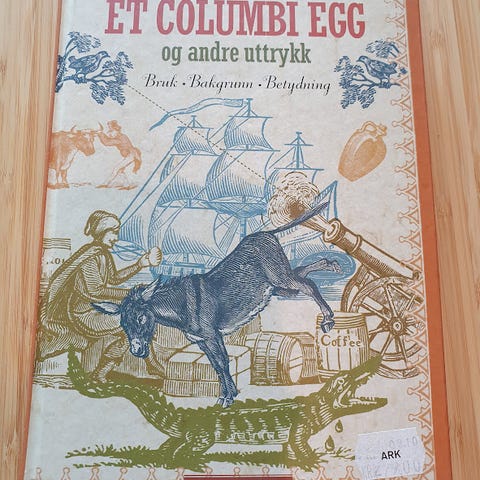 ET COLUMBI EGG
og andre uttrykk
Bruk • Bakgrunn • Betydning
Coffee
ARK